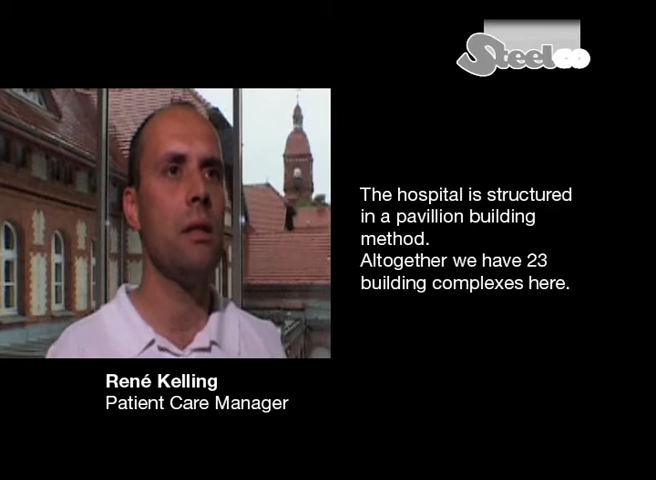 Steelco
The hospital is structured
in a pavillion building
method.
Altogether we have 23
building complexes here.
René Kelling
Patient Care Manager